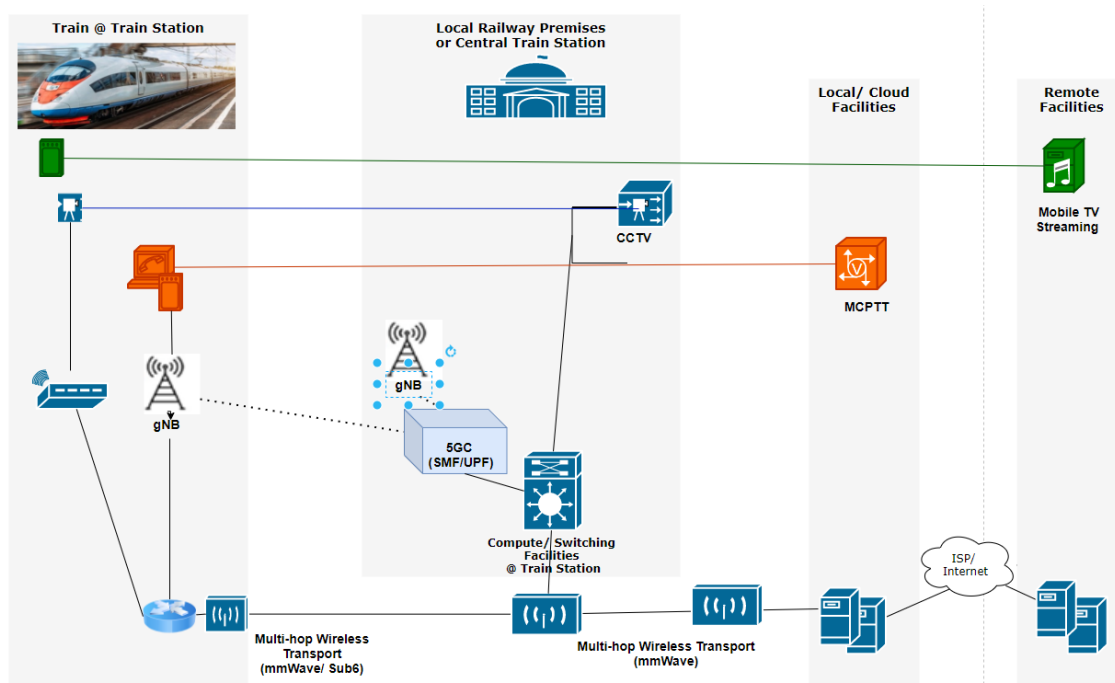 Train @ Train Station
Local Railway Premises
or Central Train Station
Local/ Cloud
Facilities
Remote
Facilities
Mobile TV
Streaming
CCTV
V
MCPTT
gNB
gNB
5GC
(SMF/UPF)
Compute/ Switching
Facilities
@ Train Station
ISP/
Internet
Multi-hop Wireless
Transport
(mmWave/ Sub6)
Multi-hop Wireless Transport
(mmWave)